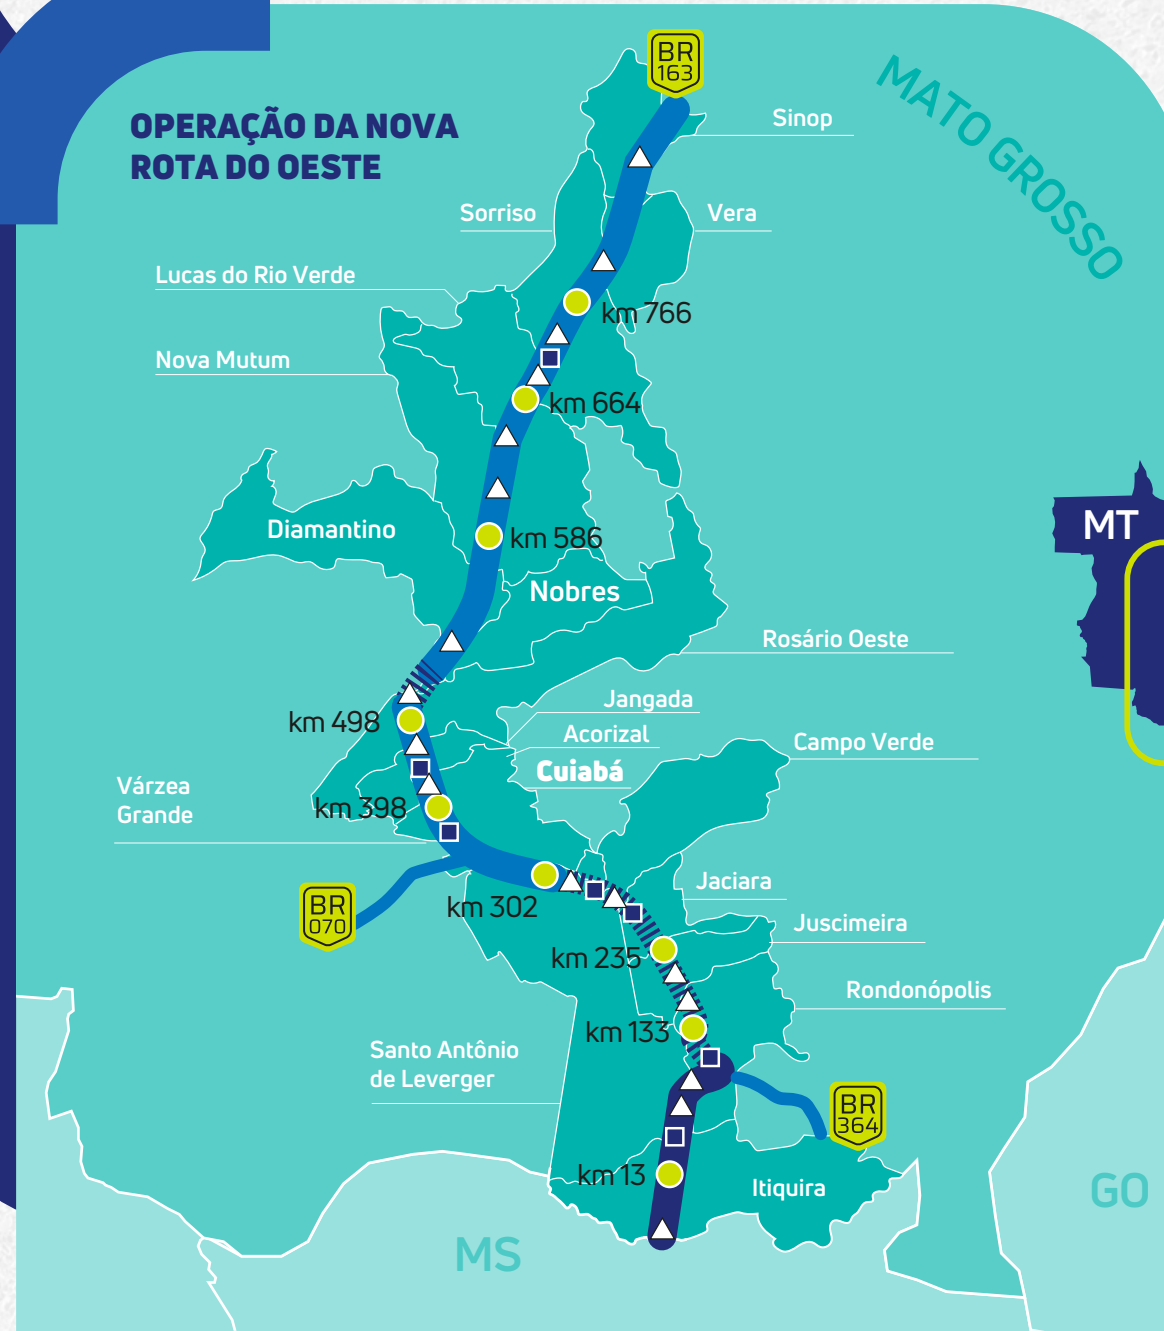 BR
163
OPERAÇÃO DA NOVA
ROTA DO OESTE
MATO GROSSO
Sinop
Sorriso
Vera
Lucas do Rio Verde
km 766
Nova Mutum
km 664
MT
Diamantino
km 586
Nobres
Rosário Oeste
Jangada
km 498
Acorizal
Campo Verde
Cuiabá
Várzea
Grande
km 398
Jaciara
BR
070
km 302
Juscimeira
km 235
Rondonópolis
km 133
Santo Antônio
de Leverger
BR
364
km 13
Itiquira
GO
MS